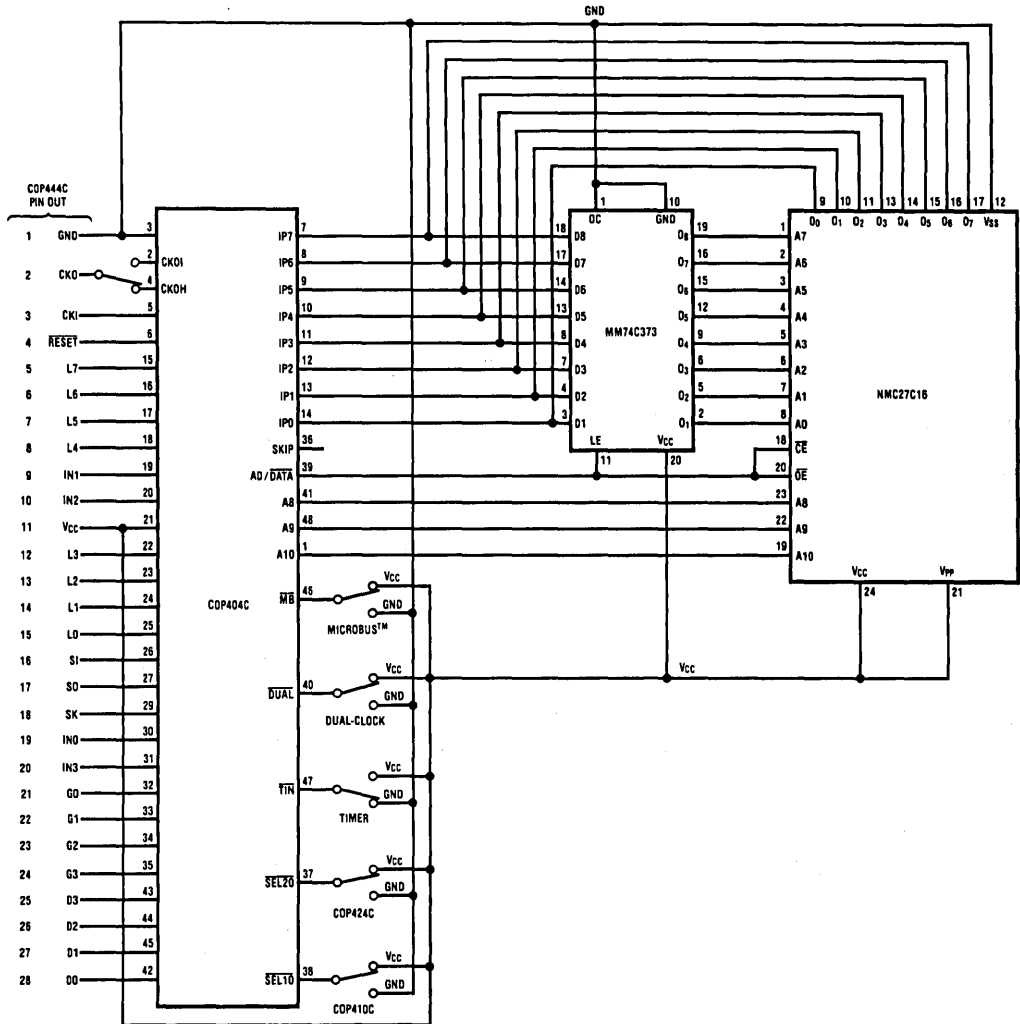 GND
COP444C
PIN OUT
1 GND 3
2 CKO 2 CKOI
4 CKOH
3 CKI 5
4 RESET 6
5 L7 15
6 L6 16
7 L5 17
8 L4 18
9 IN1 19
10 IN2 20
11 VCC 21
12 L3 22
13 L2 23
14 L1 24
15 L0 25
16 SI 26
17 SO 27
18 SK 29
19 IN0 30
20 IN3 31
21 G0 32
22 G1 33
23 G2 34
24 G3 35
25 D3 43
26 D2 44
27 D1 45
28 D0 42
COP404C
IP7 7
IP6 8
IP5 9
IP4 10
IP3 11
IP2 12
IP1 13
IP0 14
SKIP 36
AD/DATA 39
A8 41
A9 48
A10 1
MB 46
VCC
GND
MICROBUS™
DUAL 40
VCC
GND
DUAL-CLOCK
TIN 47
VCC
GND
TIMER
SEL20 37
VCC
GND
COP424C
SEL10 38
VCC
GND
COP410C
1 10
OC GND
18 D8 O8 19
17 D7 O7 16
14 D6 O6 15
13 D5 O5 12
MM74C373
8 D4 O4 9
7 D3 O3 6
4 D2 O2 5
3 D1 O1 2
LE VCC
11 20
VCC
9 10 11 13 14 15 16 17 12
O0 O1 O2 O3 O4 O5 O6 O7 VSS
1 A7
2 A6
3 A5
4 A4
5 A3
6 A2
7 A1
8 A0
NMC27C16
18 CE
20 OE
23 A8
22 A9
19 A10
VCC VPP
24 21